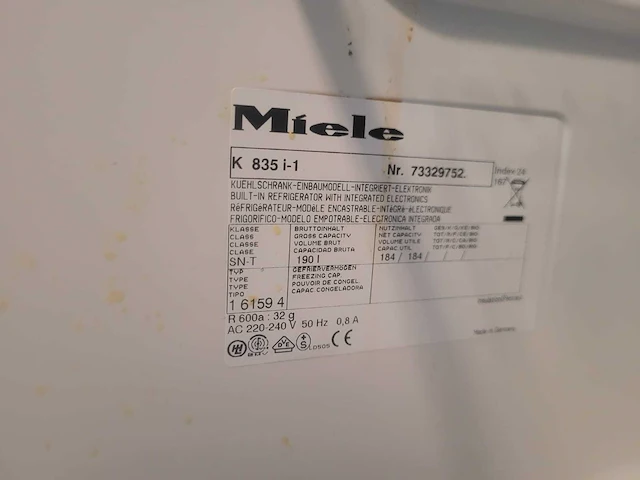 Miele
K 835 i-1 Nr. 73329752.
KUEHLSCHRANK-EINBAUMODELL-INTEGRIERT-ELEKTRONIK
BUILT-IN REFRIGERATOR WITH INTEGRATED ELECTRONICS
RéFRIGéRATEUR-MODèLE ENCASTRABLE-INTéGRé-éLECTRONIQUE
FRIGORIFICO-MODELO EMPOTRABLE-ELECTRONICA INTEGRADA
KLASSE BRUTTOINHALT NUTZINHALT
CLASS GROSS CAPACITY NET CAPACITY
CLASSE VOLUME BRUT VOLUME UTILE
CLASE CAPACIDAD BRUTA CAPAC UTIL
SN-T 190 l 184 / 184 /
TYP GEFRIERVERMOGEN
TYPE FREEZING CAP.
TYPE POUVOIR DE CONGEL.
TIPO CAPAC CONGELADORA
1 6159 4
R 600a : 32 g
AC 220-240 V 50 Hz 0,8 A
Made in Germany